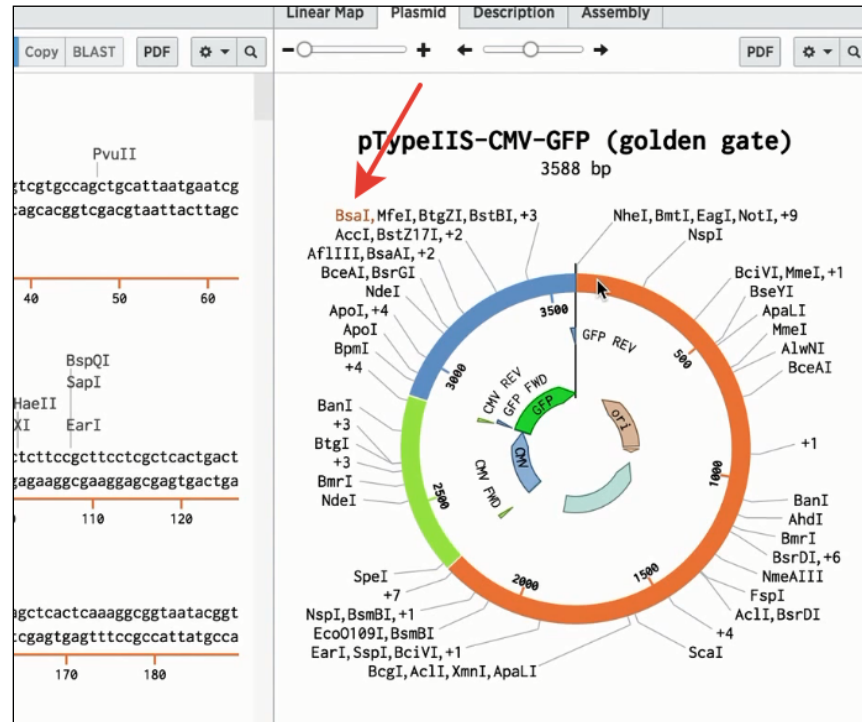 Linear Map Plasmid Description Assembly
Copy BLAST PDF
PDF
PvuII
gtcgtgccagctgcattaatgaatcg
cagcacggtcgacgtaattacttagc
40 50 60
BspQI
SapI
HaeII
XI EarI
ctcttccgcttcctcgctcactgact
gagaaggcgaaggagcgagtgactga
110 120
agctcactcaaaggcggtaatacggt
tcgagtgagtttccgccattatgcca
170 180
pTypeIIS-CMV-GFP (golden gate)
3588 bp
BsaI,MfeI,BtgZI,BstBI,+3
AccI,BstZ17I,+2
AflIII,BsaAI,+2
BceAI,BsrGI
NdeI
ApoI,+4
ApoI
BpmI
+4
BanI
+3
BtgI
+3
BmrI
NdeI
SpeI
+7
NspI,BsmBI,+1
EcoO109I,BsmBI
EarI,SspI,BciVI,+1
BcgI,AclI,XmnI,ApaLI
NheI,BmtI,EagI,NotI,+9
NspI
BciVI,MmeI,+1
BseYI
ApaLI
MmeI
AlwNI
BceAI
+1
BanI
AhdI
BmrI
BsrDI,+6
NmeAIII
FspI
AclI,BsrDI
+4
ScaI
3500
500
1000
1500
2000
2500
3000
GFP REV
CMV REV
GFP FWD
GFP
CMV
CMV FWD
ori